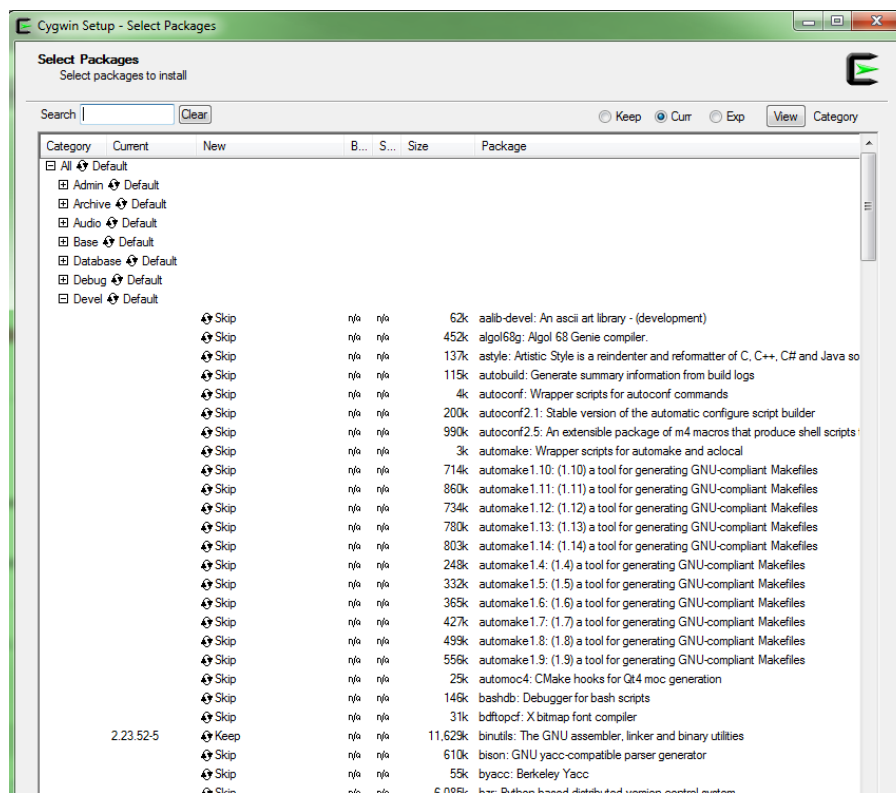 Cygwin Setup - Select Packages
Select Packages
Select packages to install
Search Clear Keep Curr Exp View Category
Category Current New B... S... Size Package
All Default
Admin Default
Archive Default
Audio Default
Base Default
Database Default
Debug Default
Devel Default
Skip n/a n/a 62k aalib-devel: An ascii art library - (development)
Skip n/a n/a 452k algol68g: Algol 68 Genie compiler.
Skip n/a n/a 137k astyle: Artistic Style is a reindenter and reformatter of C, C++, C# and Java so
Skip n/a n/a 115k autobuild: Generate summary information from build logs
Skip n/a n/a 4k autoconf: Wrapper scripts for autoconf commands
Skip n/a n/a 200k autoconf2.1: Stable version of the automatic configure script builder
Skip n/a n/a 990k autoconf2.5: An extensible package of m4 macros that produce shell scripts
Skip n/a n/a 3k automake: Wrapper scripts for automake and aclocal
Skip n/a n/a 714k automake1.10: (1.10) a tool for generating GNU-compliant Makefiles
Skip n/a n/a 860k automake1.11: (1.11) a tool for generating GNU-compliant Makefiles
Skip n/a n/a 734k automake1.12: (1.12) a tool for generating GNU-compliant Makefiles
Skip n/a n/a 780k automake1.13: (1.13) a tool for generating GNU-compliant Makefiles
Skip n/a n/a 803k automake1.14: (1.14) a tool for generating GNU-compliant Makefiles
Skip n/a n/a 248k automake1.4: (1.4) a tool for generating GNU-compliant Makefiles
Skip n/a n/a 332k automake1.5: (1.5) a tool for generating GNU-compliant Makefiles
Skip n/a n/a 365k automake1.6: (1.6) a tool for generating GNU-compliant Makefiles
Skip n/a n/a 427k automake1.7: (1.7) a tool for generating GNU-compliant Makefiles
Skip n/a n/a 499k automake1.8: (1.8) a tool for generating GNU-compliant Makefiles
Skip n/a n/a 556k automake1.9: (1.9) a tool for generating GNU-compliant Makefiles
Skip n/a n/a 25k automoc4: CMake hooks for Qt4 moc generation
Skip n/a n/a 146k bashdb: Debugger for bash scripts
Skip n/a n/a 31k bdftopcf: X bitmap font compiler
2.23.52-5 Keep n/a n/a 11,629k binutils: The GNU assembler, linker and binary utilities
Skip n/a n/a 610k bison: GNU yacc-compatible parser generator
Skip n/a n/a 55k byacc: Berkeley Yacc
Skip n/a n/a 6,085k bzr: Python based distributed version control system